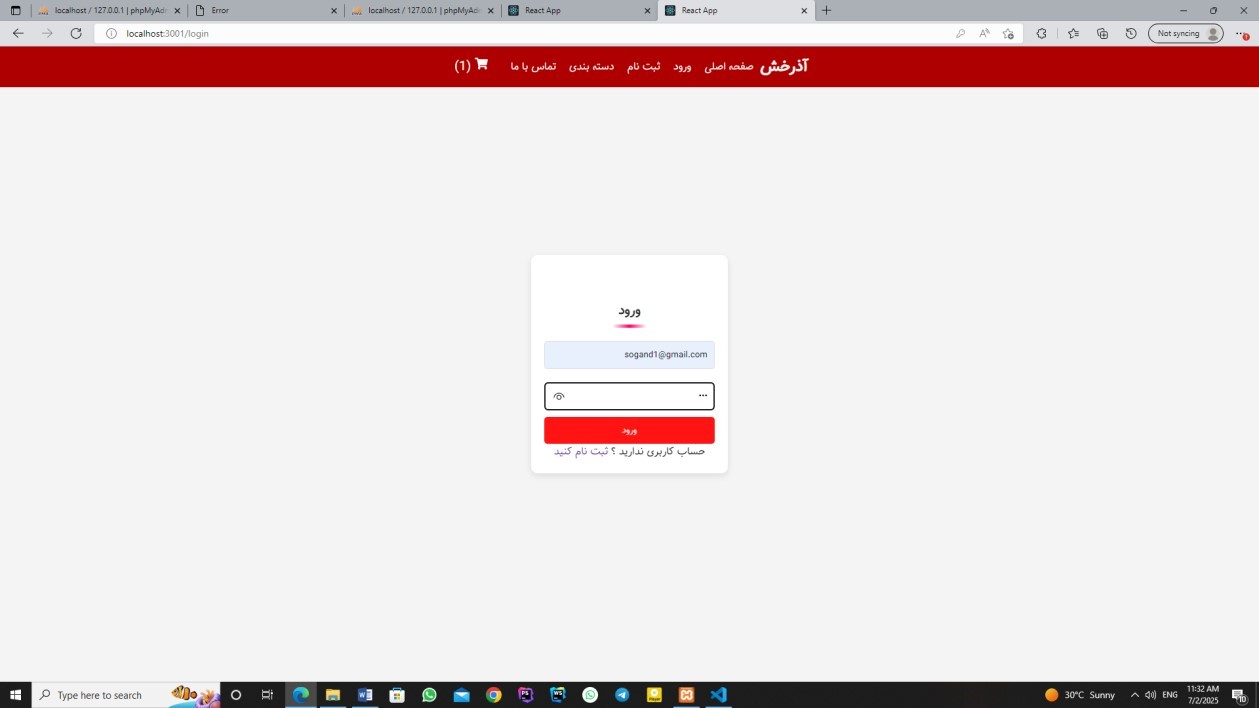 localhost / 127.0.0.1 | phpMyAd
Error
localhost / 127.0.0.1 | phpMyAd
React App
React App
localhost:3001/login
Not syncing
آذرخش صفحه اصلی ورود ثبت نام دسته بندی تماس با ما (1)
ورود
sogand1@gmail.com
ورود
حساب کاربری ندارید ؟ ثبت نام کنید
Type here to search
30°C Sunny
ENG
11:32 AM
7/2/2025